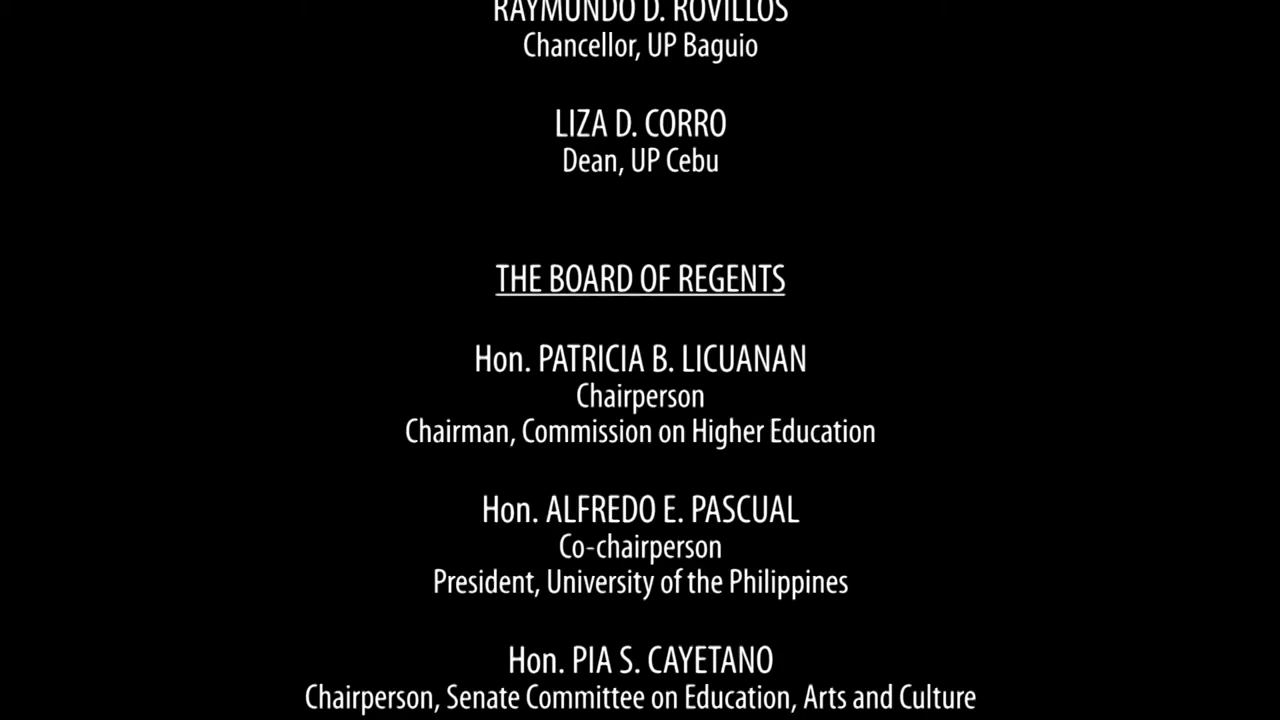 RAYMUNDO D. ROVILLOS
Chancellor, UP Baguio
LIZA D. CORRO
Dean, UP Cebu
THE BOARD OF REGENTS
Hon. PATRICIA B. LICUANAN
Chairperson
Chairman, Commission on Higher Education
Hon. ALFREDO E. PASCUAL
Co-chairperson
President, University of the Philippines
Hon. PIA S. CAYETANO
Chairperson, Senate Committee on Education, Arts and Culture